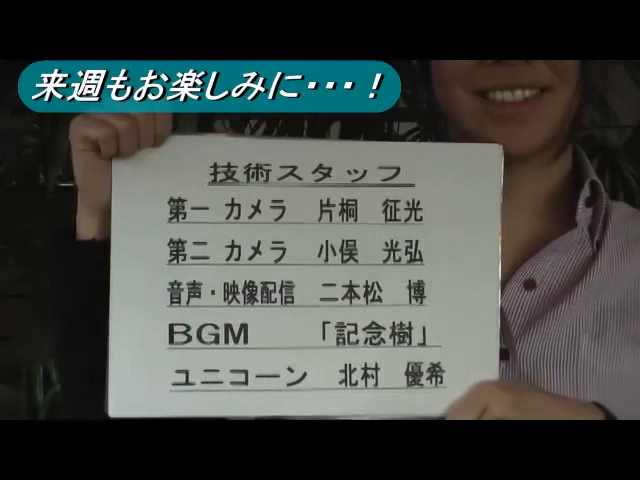 来週もお楽しみに・・・！
技術スタッフ
第一 カメラ 片桐 征光
第二 カメラ 小俣 光弘
音声・映像配信 二本松 博
BGM 「記念樹」
ユニコーン 北村 優希